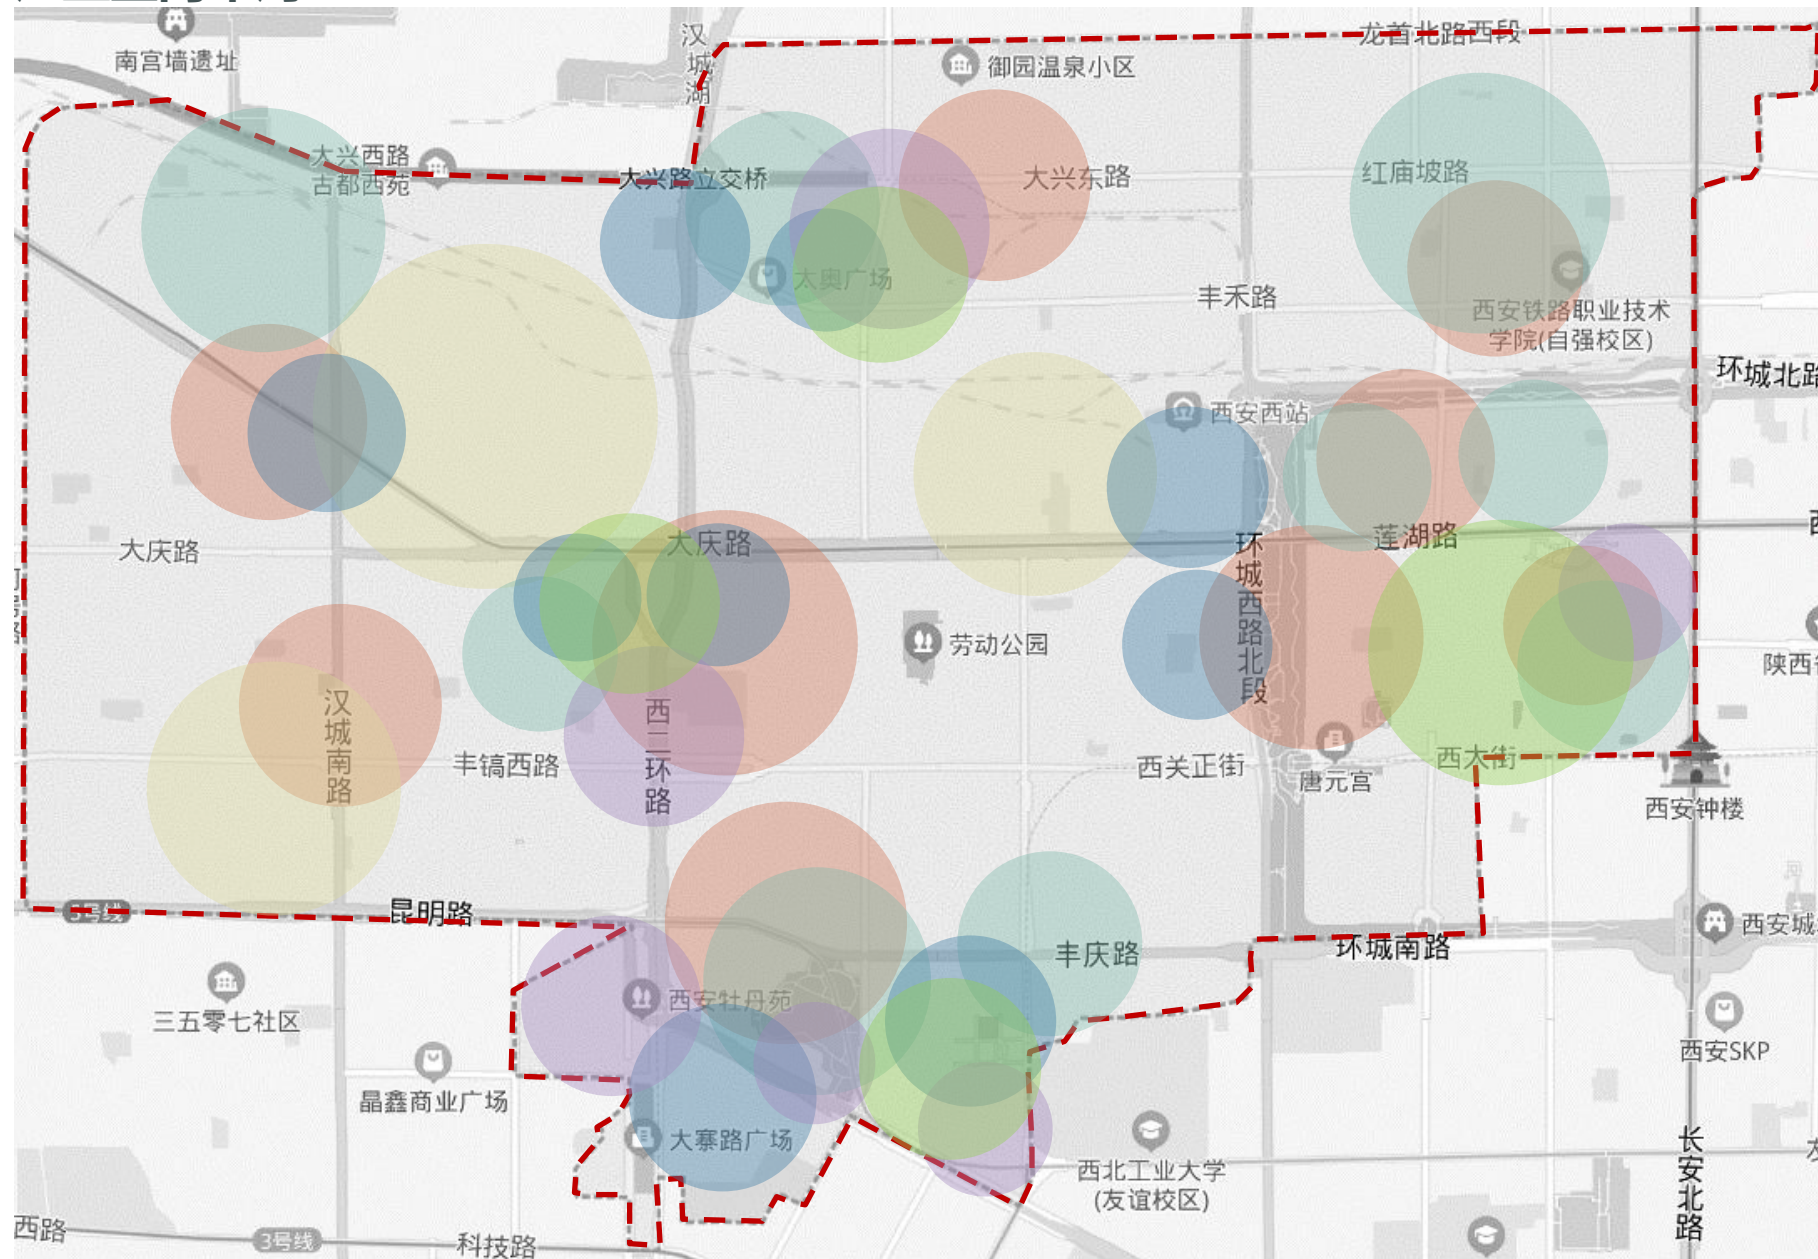 龙首北路西段
汉城湖
南宫墙遗址
御园温泉小区
大兴西路
古都西苑
大兴路立交桥
大兴东路
红庙坡路
大奥广场
丰禾路
西安铁路职业技术
学院(自强校区)
环城北路
西安西站
大庆路
大庆路
莲湖路
环城西路北段
劳动公园
陕西
汉城南路
西二环路
丰镐西路
西关正街
西大街
唐元宫
西安钟楼
3号线
昆明路
丰庆路
环城南路
西安城
西安牡丹苑
三五零七社区
西安SKP
晶鑫商业广场
大寨路广场
西北工业大学
(友谊校区)
长安北路
西路
3号线
科技路